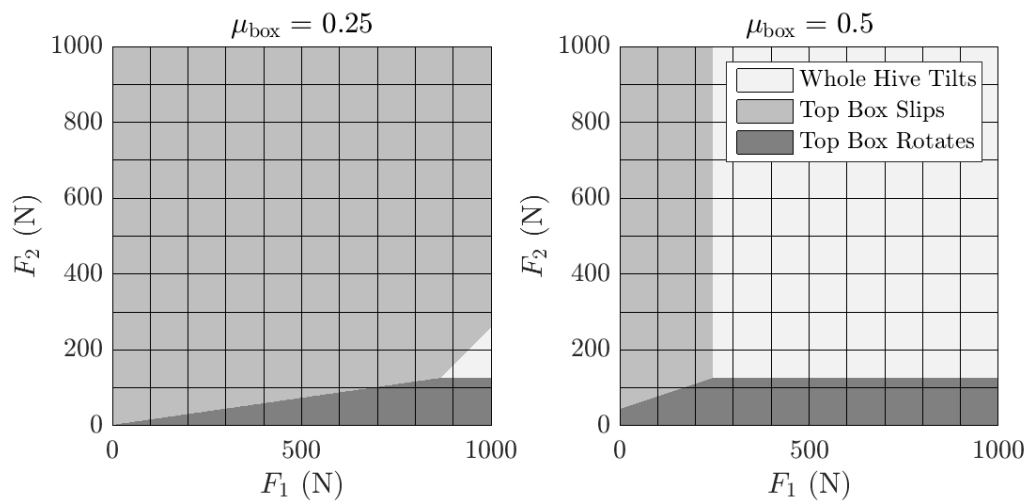 μbox = 0.25
1000
800
600
400
200
0
F2 (N)
0
500
1000
F1 (N)
μbox = 0.5
1000
800
600
400
200
0
F2 (N)
0
500
1000
F1 (N)
Whole Hive Tilts
Top Box Slips
Top Box Rotates